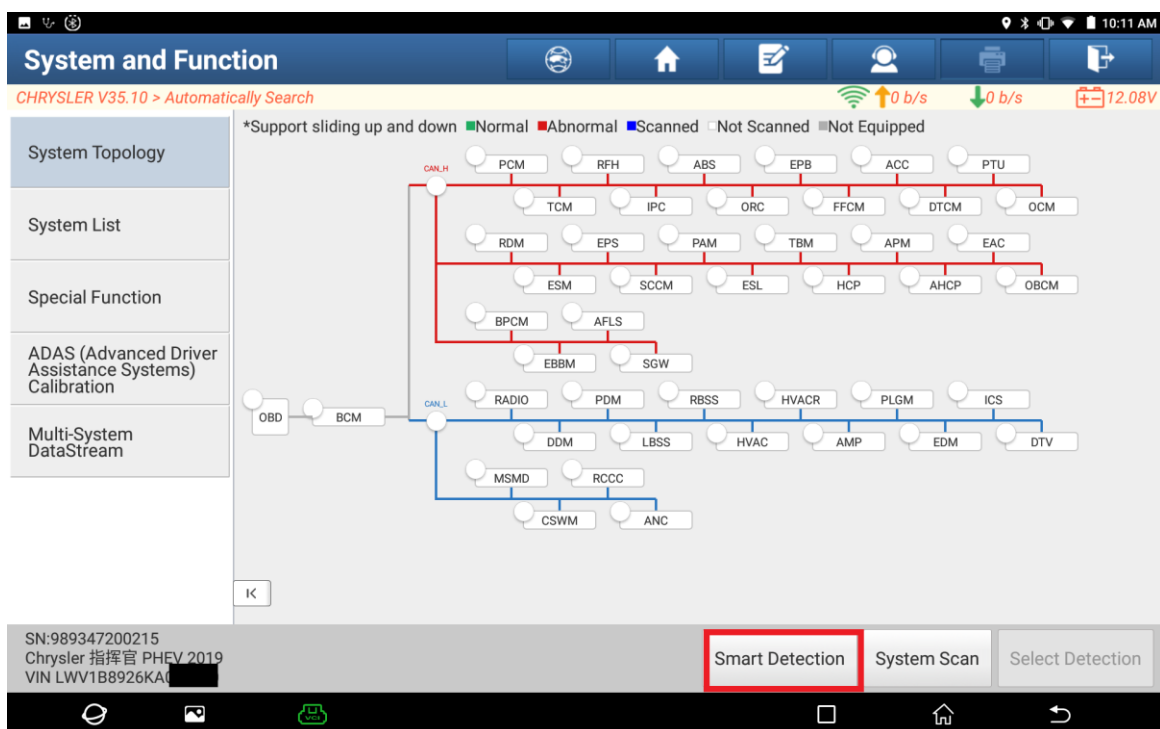 10:11 AM
System and Function
CHRYSLER V35.10 > Automatically Search
0 b/s
0 b/s
12.08V
System Topology
System List
Special Function
ADAS (Advanced Driver
Assistance Systems)
Calibration
Multi-System
DataStream
*Support sliding up and down Normal Abnormal Scanned Not Scanned Not Equipped
CAN_H
PCM RFH ABS EPB ACC PTU
TCM IPC ORC FFCM DTCM OCM
RDM EPS PAM TBM APM EAC
ESM SCCM ESL HCP AHCP OBCM
BPCM AFLS
EBBM SGW
OBD BCM
CAN_L
RADIO PDM RBSS HVACR PLGM ICS
DDM LBSS HVAC AMP EDM DTV
MSMD RCCC
CSWM ANC
SN:989347200215
Chrysler 指挥官 PHEV 2019
VIN LWV1B8926KA
Smart Detection System Scan Select Detection
VCI